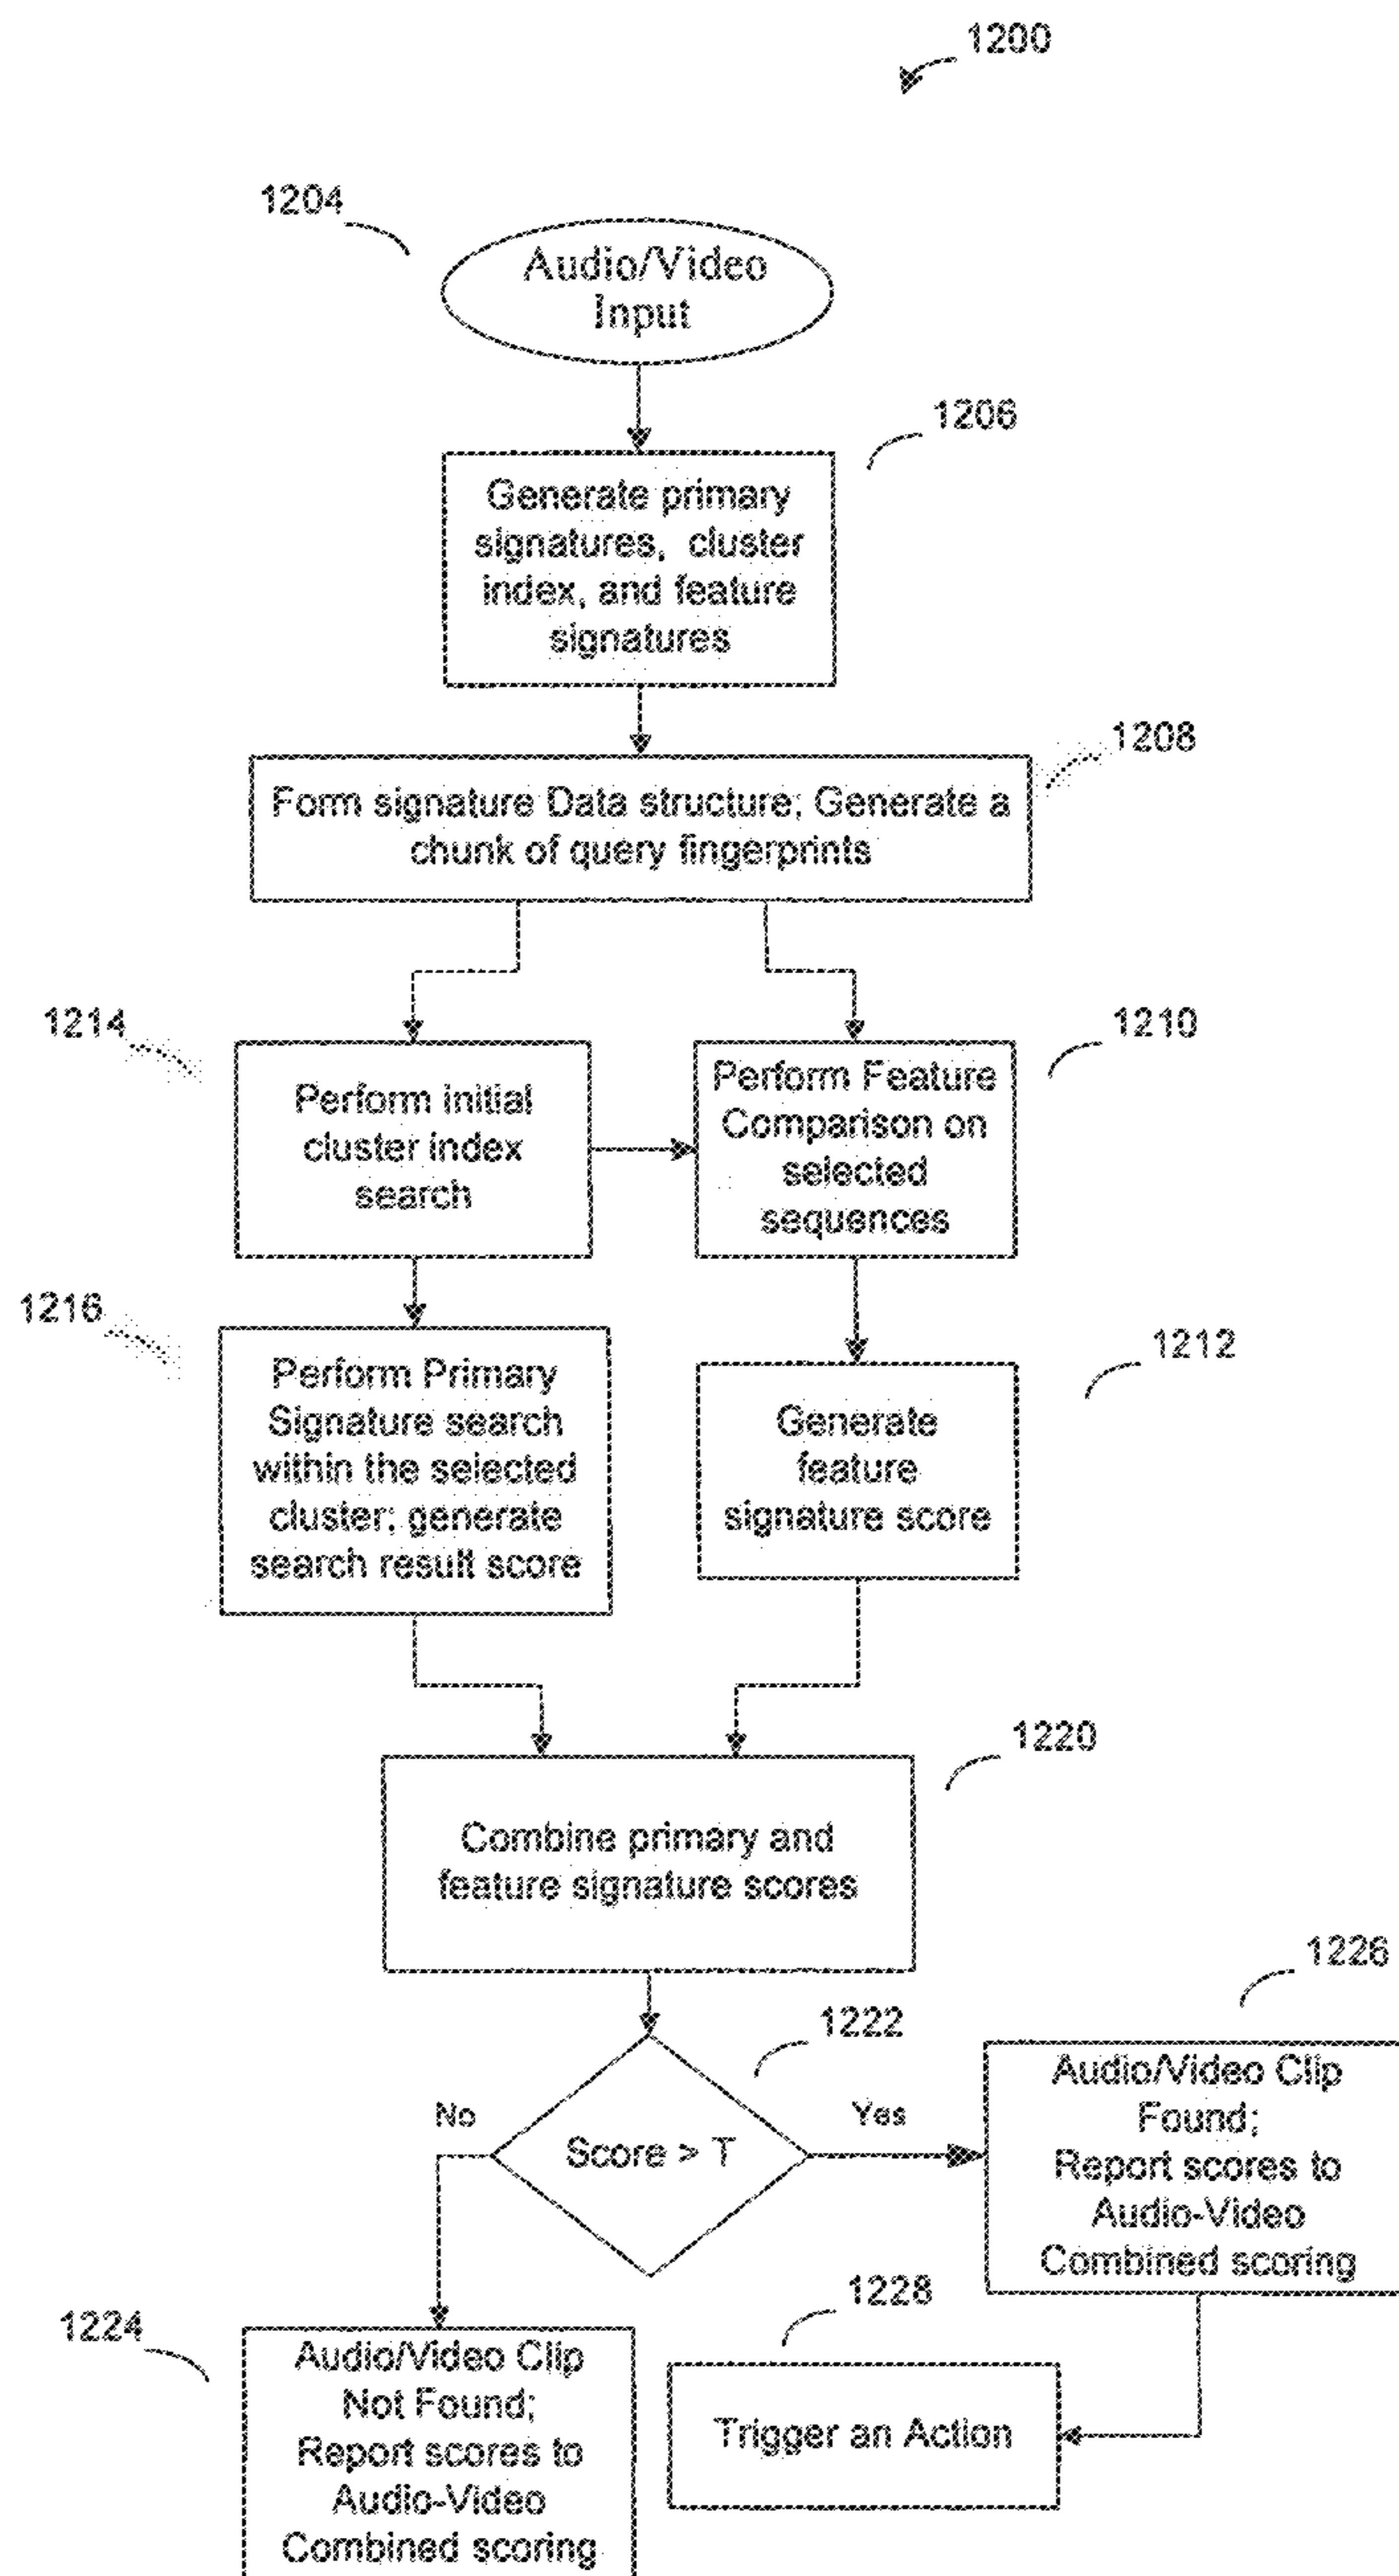 1200
1204
Audio/Video
Input
1206
Generate primary
signatures, cluster
index, and feature
signatures
1208
Form signature Data structure; Generate a
chunk of query fingerprints
1214
Perform initial
cluster index
search
1210
Perform Feature
Comparison on
selected
sequences
1216
Perform Primary
Signature search
within the selected
cluster; generate
search result score
1212
Generate
feature
signature score
1220
Combine primary and
feature signature scores
1222
No
Score > T
Yes
1226
Audio/Video Clip
Found;
Report scores to
Audio-Video
Combined scoring
1224
Audio/Video Clip
Not Found;
Report scores to
Audio-Video
Combined scoring
1228
Trigger an Action